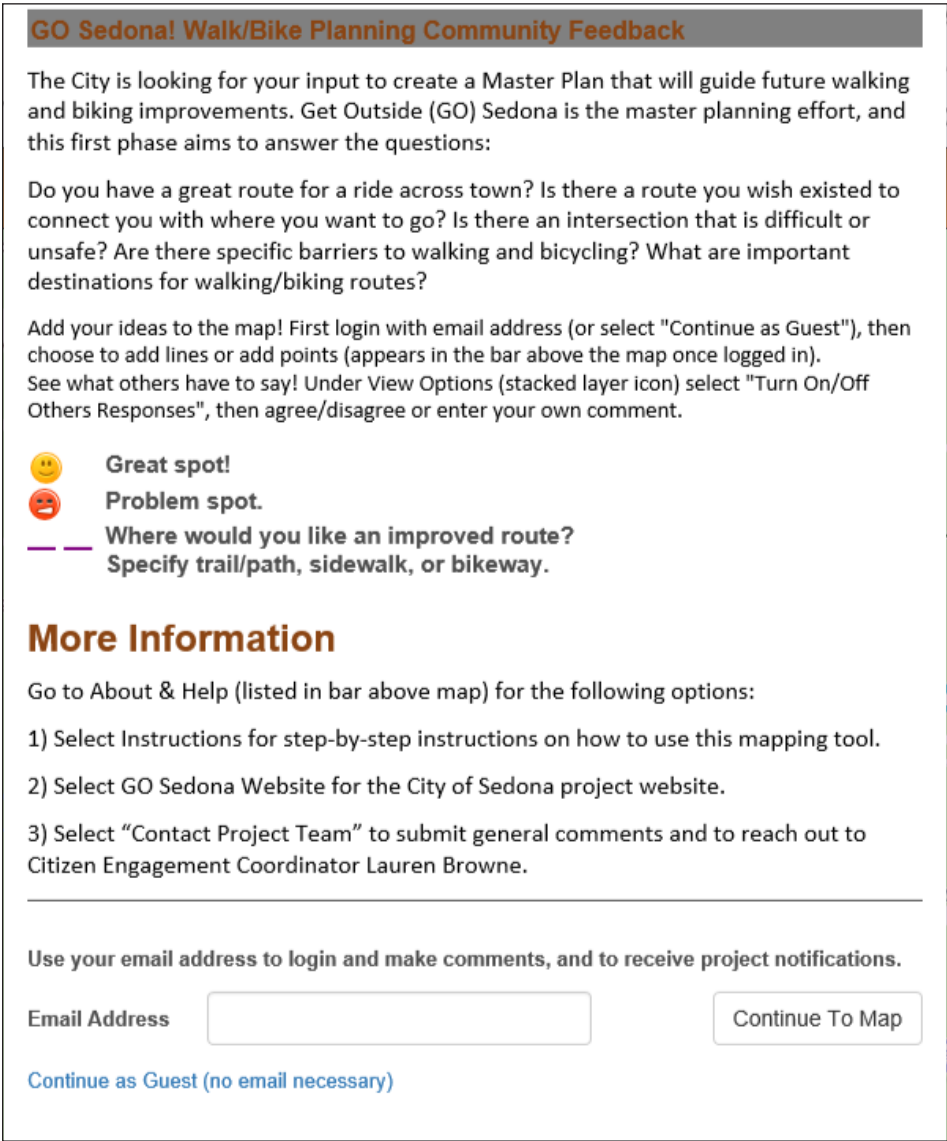 GO Sedona! Walk/Bike Planning Community Feedback
The City is looking for your input to create a Master Plan that will guide future walking
and biking improvements. Get Outside (GO) Sedona is the master planning effort, and
this first phase aims to answer the questions:
Do you have a great route for a ride across town? Is there a route you wish existed to
connect you with where you want to go? Is there an intersection that is difficult or
unsafe? Are there specific barriers to walking and bicycling? What are important
destinations for walking/biking routes?
Add your ideas to the map! First login with email address (or select "Continue as Guest"), then
choose to add lines or add points (appears in the bar above the map once logged in).
See what others have to say! Under View Options (stacked layer icon) select "Turn On/Off
Others Responses", then agree/disagree or enter your own comment.
Great spot!
Problem spot.
Where would you like an improved route?
Specify trail/path, sidewalk, or bikeway.
More Information
Go to About & Help (listed in bar above map) for the following options:
1) Select Instructions for step-by-step instructions on how to use this mapping tool.
2) Select GO Sedona Website for the City of Sedona project website.
3) Select “Contact Project Team” to submit general comments and to reach out to
Citizen Engagement Coordinator Lauren Browne.
Use your email address to login and make comments, and to receive project notifications.
Email Address
Continue To Map
Continue as Guest (no email necessary)